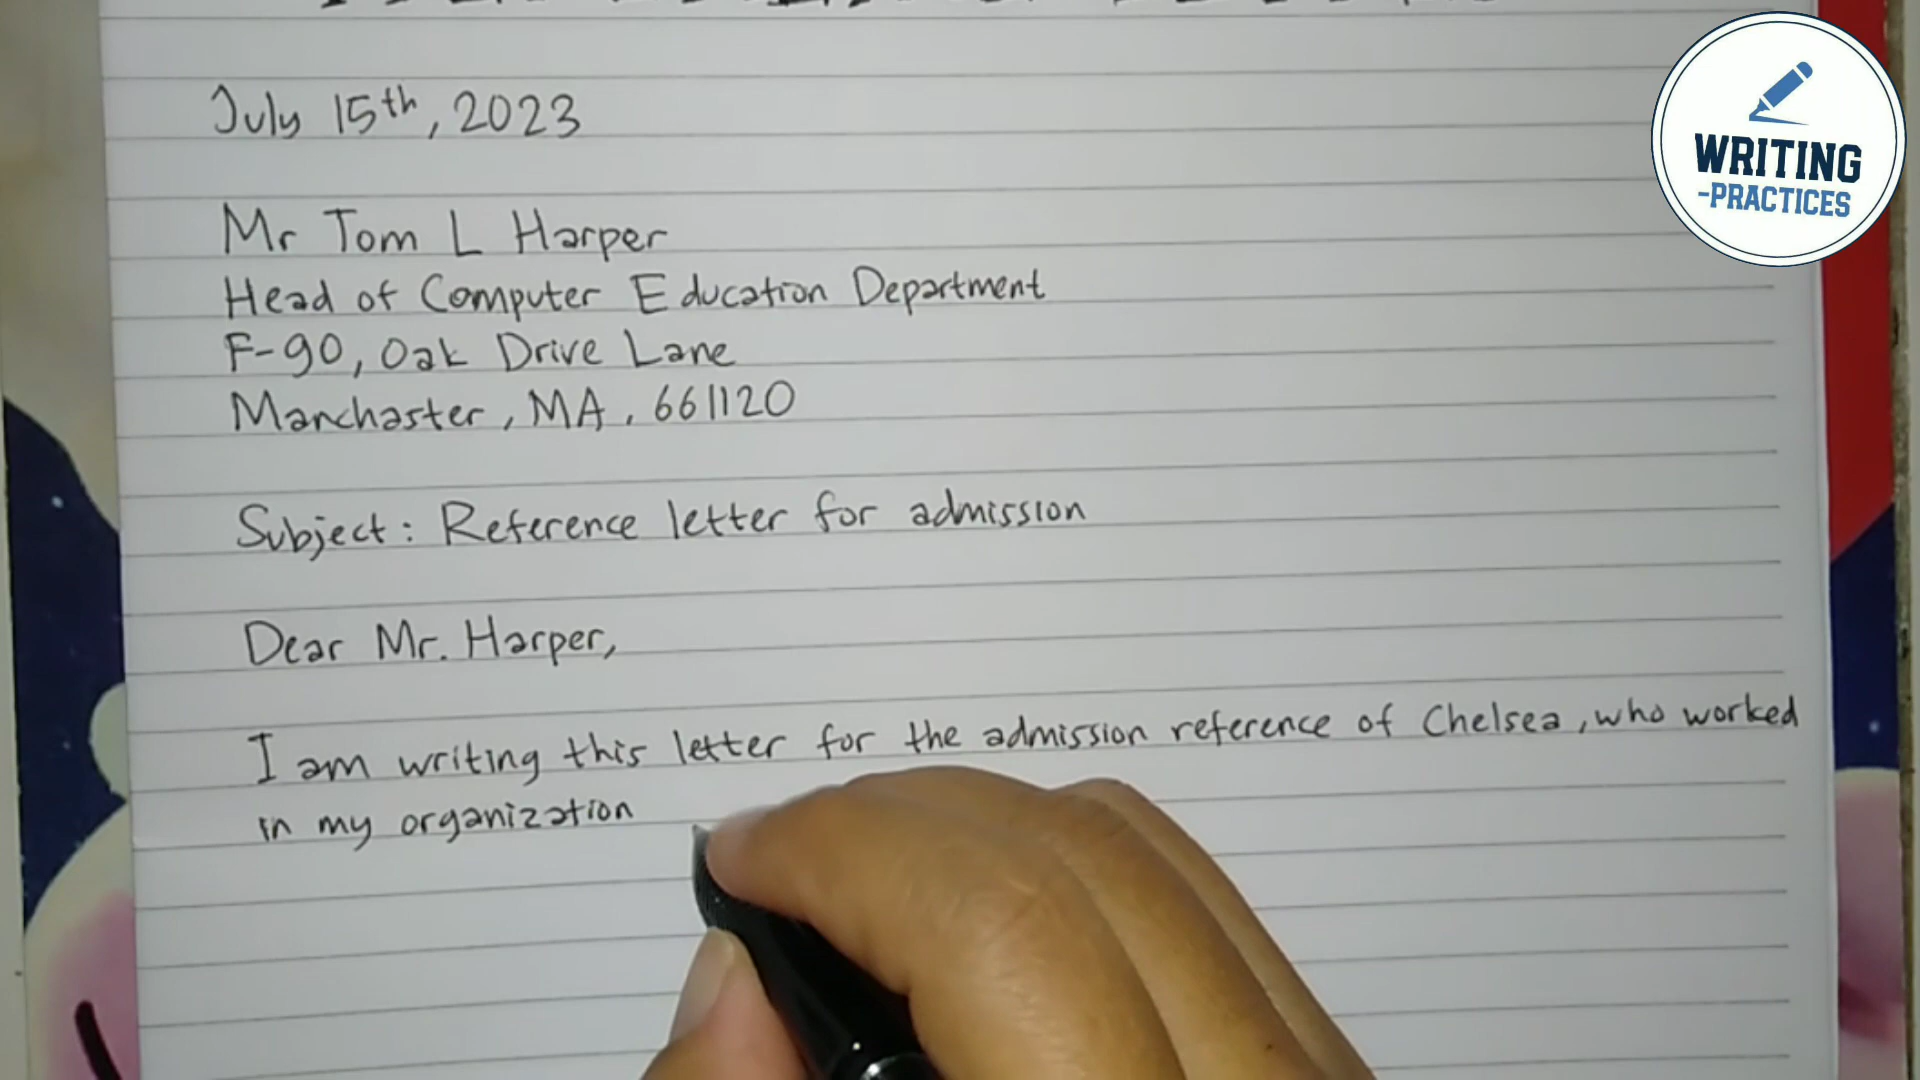 July 15th, 2023
Mr Tom L Harper
Head of Computer Education Department
F-90, Oak Drive Lane
Manchaster, MA, 661120
Subject: Reference letter for admission
Dear Mr. Harper,
I am writing this letter for the admission reference of Chelsea, who worked
in my organization
WRITING
-PRACTICES